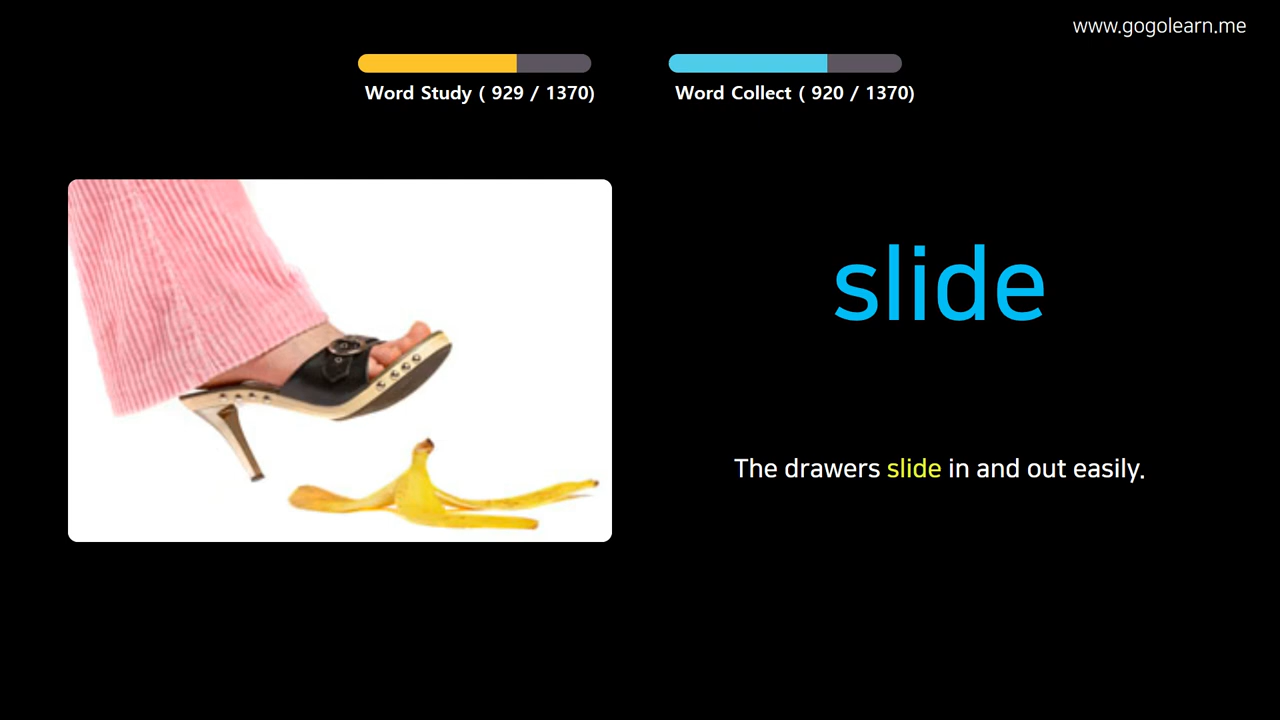 www.gogolearn.me
Word Study ( 929 / 1370)
Word Collect ( 920 / 1370)
slide
The drawers slide in and out easily.